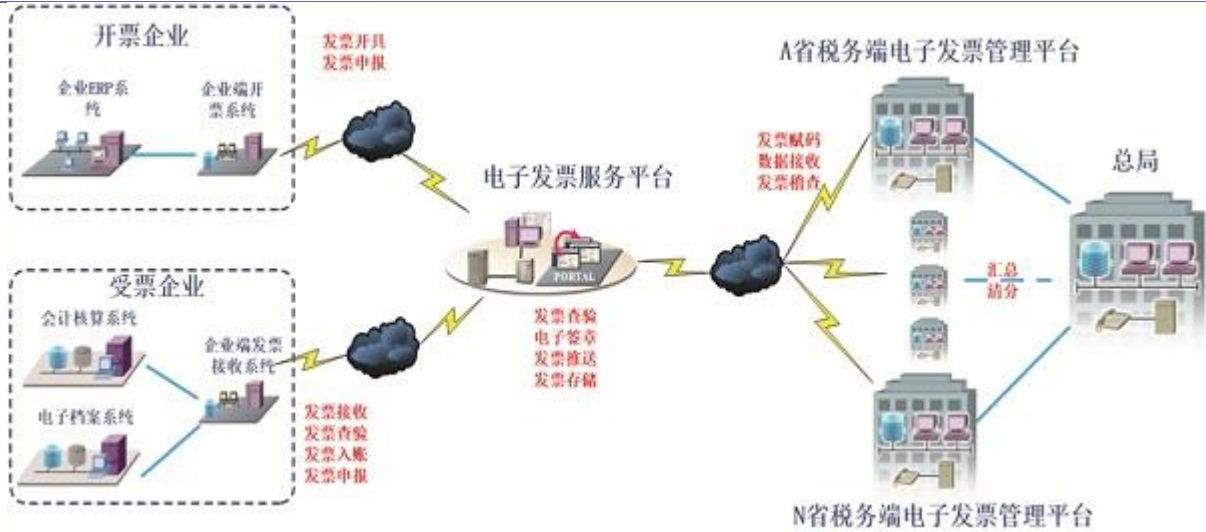 开票企业
企业ERP系
统
企业端开
票系统
发票开具
发票申报
受票企业
会计核算系统
企业端发票
接收系统
电子档案系统
发票接收
发票查验
发票入账
发票申报
电子发票服务平台
PORTAL
发票查验
电子签章
发票推送
发票存储
发票赋码
数据接收
发票稽查
A省税务端电子发票管理平台
总局
汇总
清分
N省税务端电子发票管理平台